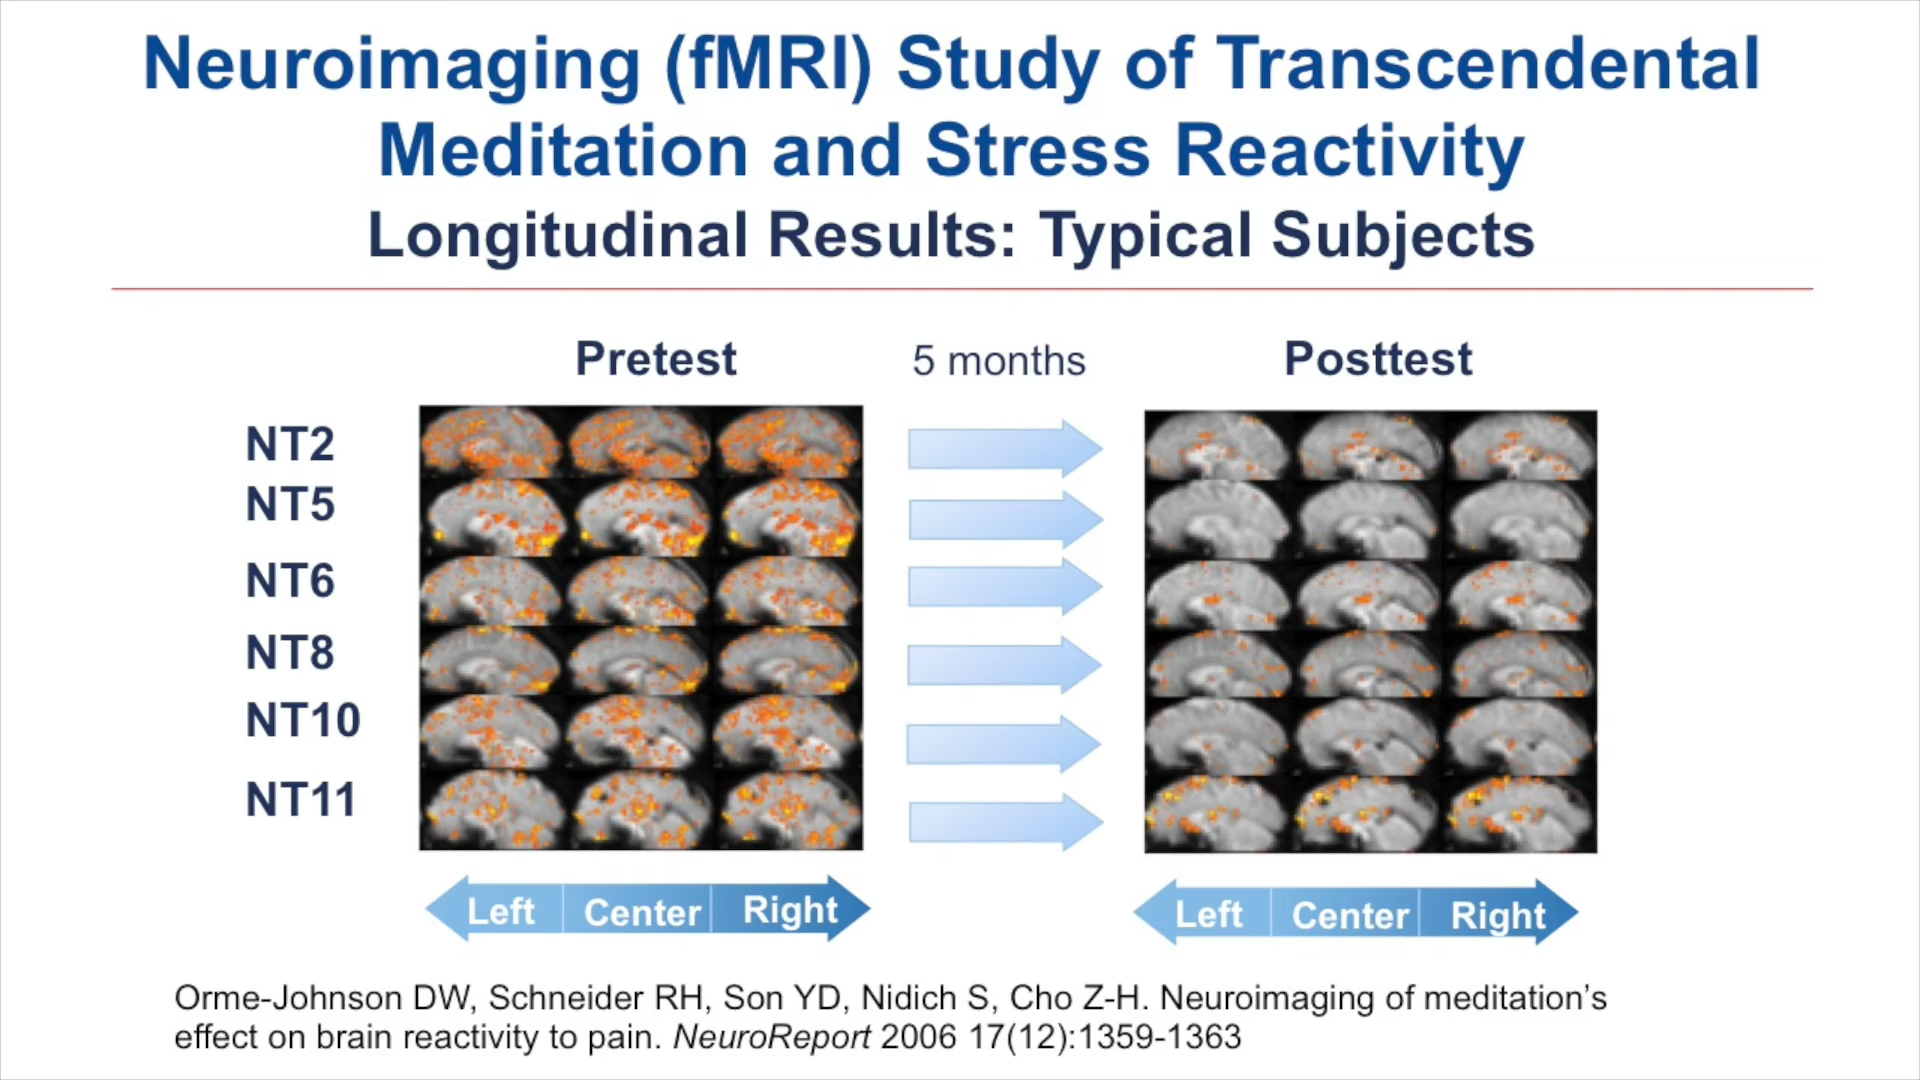 Neuroimaging (fMRI) Study of Transcendental
Meditation and Stress Reactivity
Longitudinal Results: Typical Subjects
Pretest 5 months Posttest
NT2
NT5
NT6
NT8
NT10
NT11
Left Center Right
Left Center Right
Orme-Johnson DW, Schneider RH, Son YD, Nidich S, Cho Z-H. Neuroimaging of meditation’s
effect on brain reactivity to pain. NeuroReport 2006 17(12):1359-1363